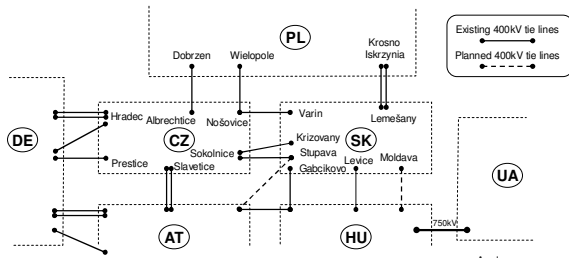 PL
Existing 400kV tie lines
Planned 400kV tie lines
Dobrzen
Wielopole
Krosno
Iskrzynia
DE
Hradec
Albrechtice
Nošovice
Varin
Lemešany
CZ
SK
Krizovany
Sokolnice
Stupava
Levice
Moldava
Prestice
Slavetice
Gabcikovo
UA
AT
HU
750kV